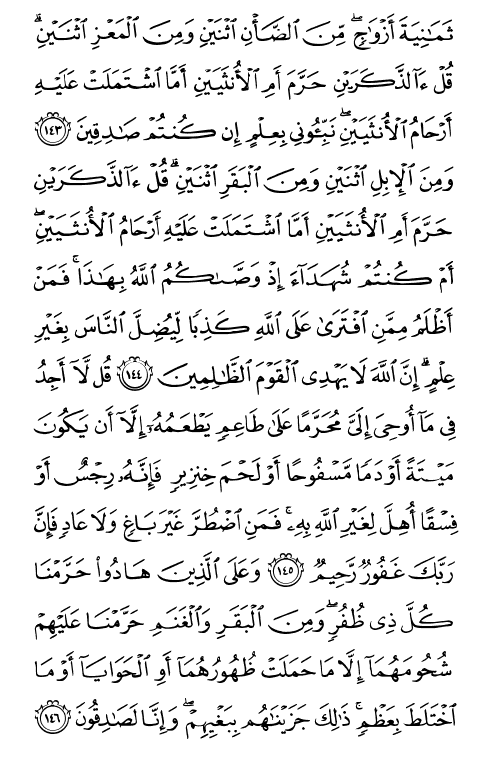 ثَمَٰنِيَةَ أَزۡوَٰجٖۖ مِّنَ ٱلضَّأۡنِ ٱثۡنَيۡنِ وَمِنَ ٱلۡمَعۡزِ ٱثۡنَيۡنِۗ
قُلۡ ءَآلذَّكَرَيۡنِ حَرَّمَ أَمِ ٱلۡأُنثَيَيۡنِ أَمَّا ٱشۡتَمَلَتۡ عَلَيۡهِ
أَرۡحَامُ ٱلۡأُنثَيَيۡنِۖ نَبِّـُٔونِي بِعِلۡمٍ إِن كُنتُمۡ صَٰدِقِينَ ١٤٣
وَمِنَ ٱلۡإِبِلِ ٱثۡنَيۡنِ وَمِنَ ٱلۡبَقَرِ ٱثۡنَيۡنِۗ قُلۡ ءَآلذَّكَرَيۡنِ
حَرَّمَ أَمِ ٱلۡأُنثَيَيۡنِ أَمَّا ٱشۡتَمَلَتۡ عَلَيۡهِ أَرۡحَامُ ٱلۡأُنثَيَيۡنِۖ
أَمۡ كُنتُمۡ شُهَدَآءَ إِذۡ وَصَّىٰكُمُ ٱللَّهُ بِهَٰذَاۚ فَمَنۡ
أَظۡلَمُ مِمَّنِ ٱفۡتَرَىٰ عَلَى ٱللَّهِ كَذِبٗا لِّيُضِلَّ ٱلنَّاسَ بِغَيۡرِ
عِلۡمٍۗ إِنَّ ٱللَّهَ لَا يَهۡدِي ٱلۡقَوۡمَ ٱلظَّٰلِمِينَ ١٤٤ قُل لَّآ أَجِدُ
فِي مَآ أُوحِيَ إِلَيَّ مُحَرَّمًا عَلَىٰ طَاعِمٖ يَطۡعَمُهُۥٓ إِلَّآ أَن يَكُونَ
مَيۡتَةً أَوۡ دَمٗا مَّسۡفُوحًا أَوۡ لَحۡمَ خِنزِيرٖ فَإِنَّهُۥ رِجۡسٌ أَوۡ
فِسۡقًا أُهِلَّ لِغَيۡرِ ٱللَّهِ بِهِۦۚ فَمَنِ ٱضۡطُرَّ غَيۡرَ بَاغٖ وَلَا عَادٖ فَإِنَّ
رَبَّكَ غَفُورٞ رَّحِيمٞ ١٤٥ وَعَلَى ٱلَّذِينَ هَادُواْ حَرَّمۡنَا
كُلَّ ذِي ظُفُرٖۖ وَمِنَ ٱلۡبَقَرِ وَٱلۡغَنَمِ حَرَّمۡنَا عَلَيۡهِمۡ
شُحُومَهُمَآ إِلَّا مَا حَمَلَتۡ ظُهُورُهُمَآ أَوِ ٱلۡحَوَايَآ أَوۡ مَا
ٱخۡتَلَطَ بِعَظۡمٖۚ ذَٰلِكَ جَزَيۡنَٰهُم بِبَغۡيِهِمۡۖ وَإِنَّا لَصَٰدِقُونَ ١٤٦